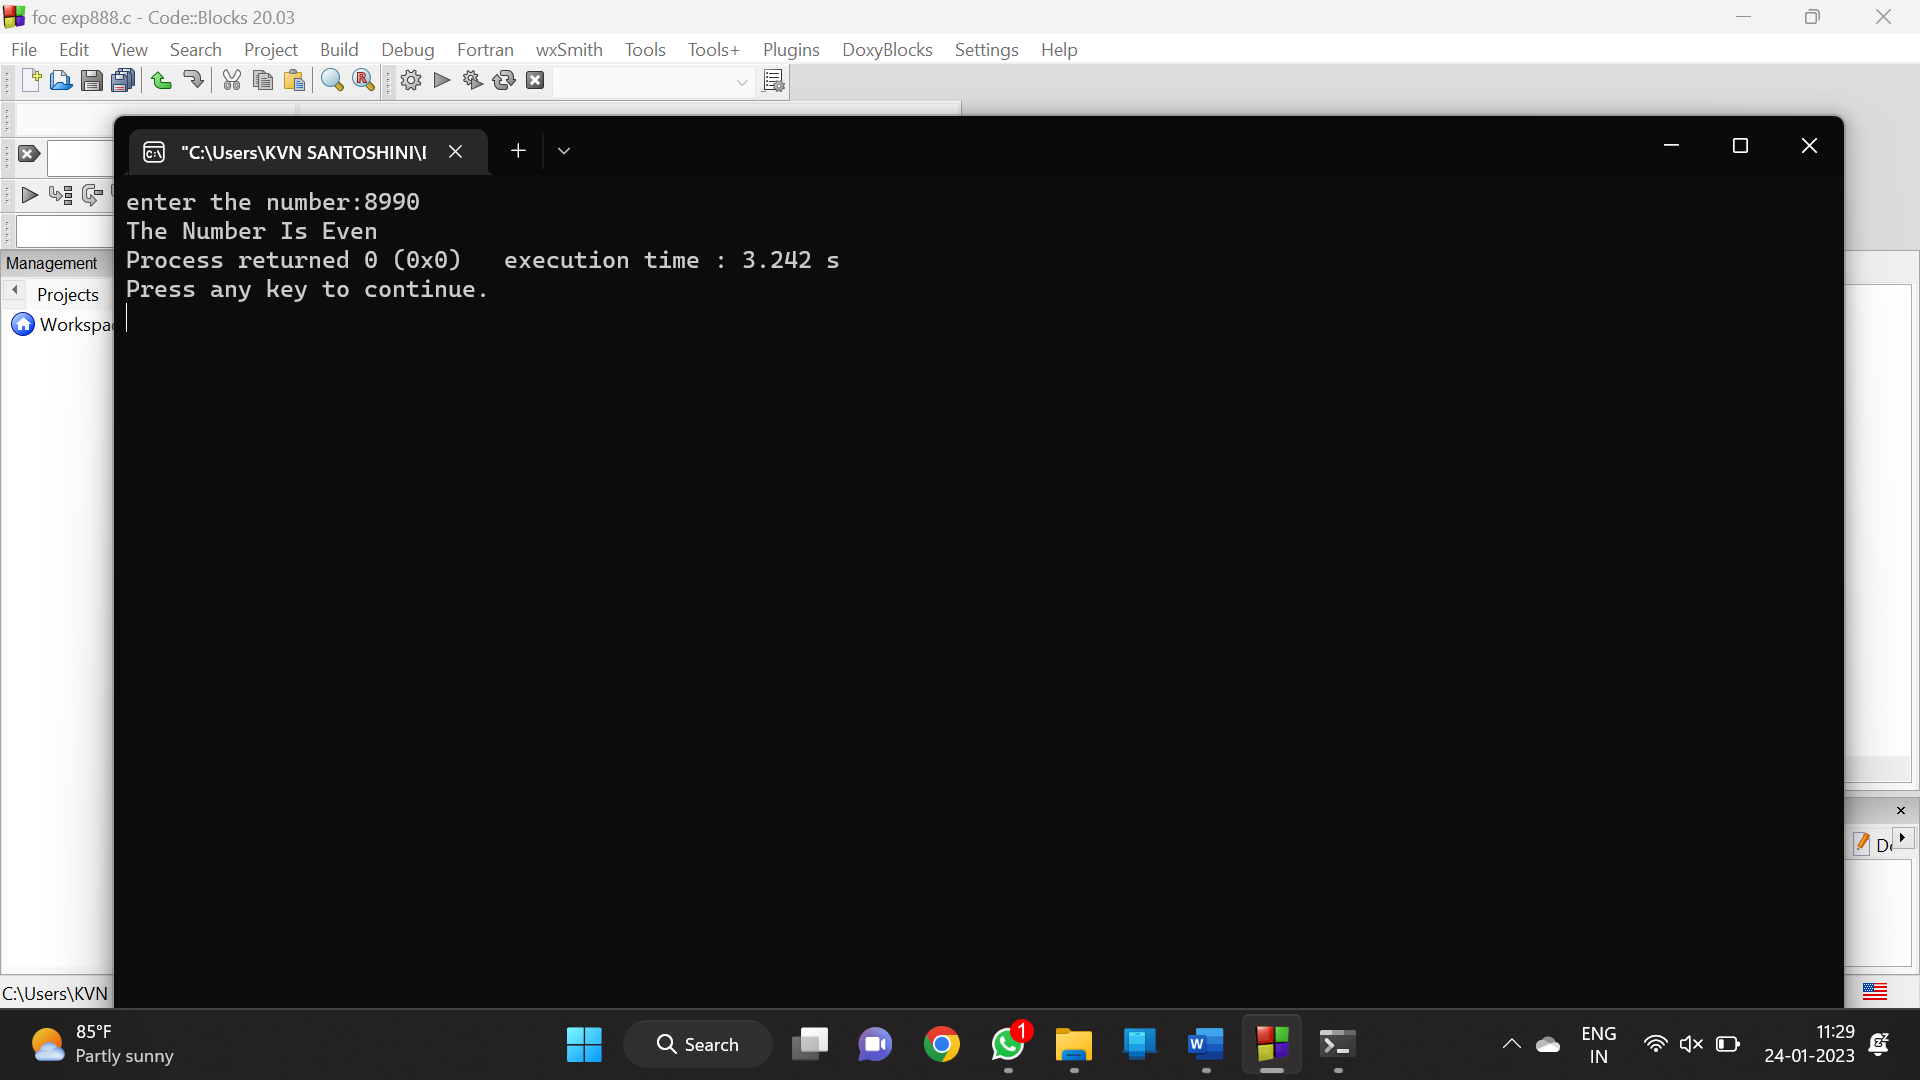 foc exp888.c - Code::Blocks 20.03
File Edit View Search Project Build Debug Fortran wxSmith Tools Tools+ Plugins DoxyBlocks Settings Help
"C:\Users\KVN SANTOSHINI\
enter the number:8990
The Number Is Even
Process returned 0 (0x0)   execution time : 3.242 s
Press any key to continue.
Management
Projects
C:\Users\KVN
85°F
Partly sunny
Search
1
ENG
IN
11:29
24-01-2023